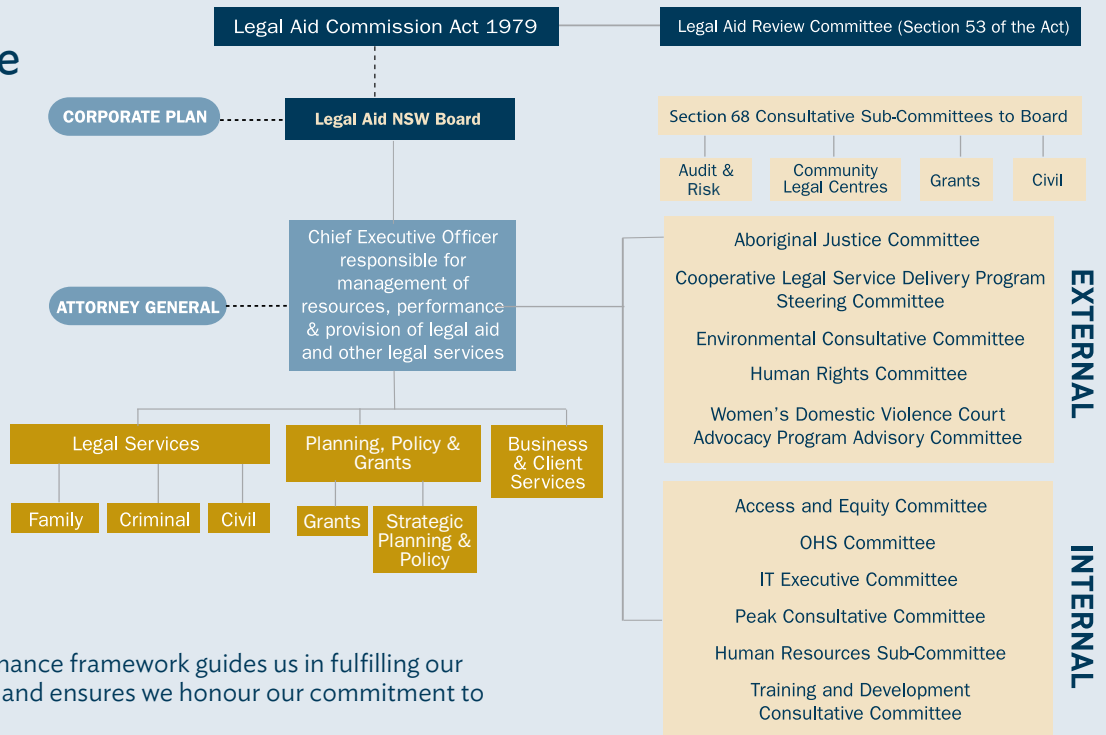 Legal Aid Commission Act 1979
Legal Aid Review Committee (Section 53 of the Act)
e
CORPORATE PLAN
Legal Aid NSW Board
Section 68 Consultative Sub-Committees to Board
Audit &
Risk
Community
Legal Centres
Grants
Civil
Chief Executive Officer
responsible for
management of
resources, performance
& provision of legal aid
and other legal services
ATTORNEY GENERAL
Aboriginal Justice Committee
Cooperative Legal Service Delivery Program
Steering Committee
Environmental Consultative Committee
Human Rights Committee
Women's Domestic Violence Court
Advocacy Program Advisory Committee
EXTERNAL
Legal Services
Planning, Policy &
Grants
Business
& Client
Services
Family
Criminal
Civil
Grants
Strategic
Planning &
Policy
Access and Equity Committee
OHS Committee
IT Executive Committee
Peak Consultative Committee
Human Resources Sub-Committee
Training and Development
Consultative Committee
INTERNAL
nance framework guides us in fulfilling our
and ensures we honour our commitment to